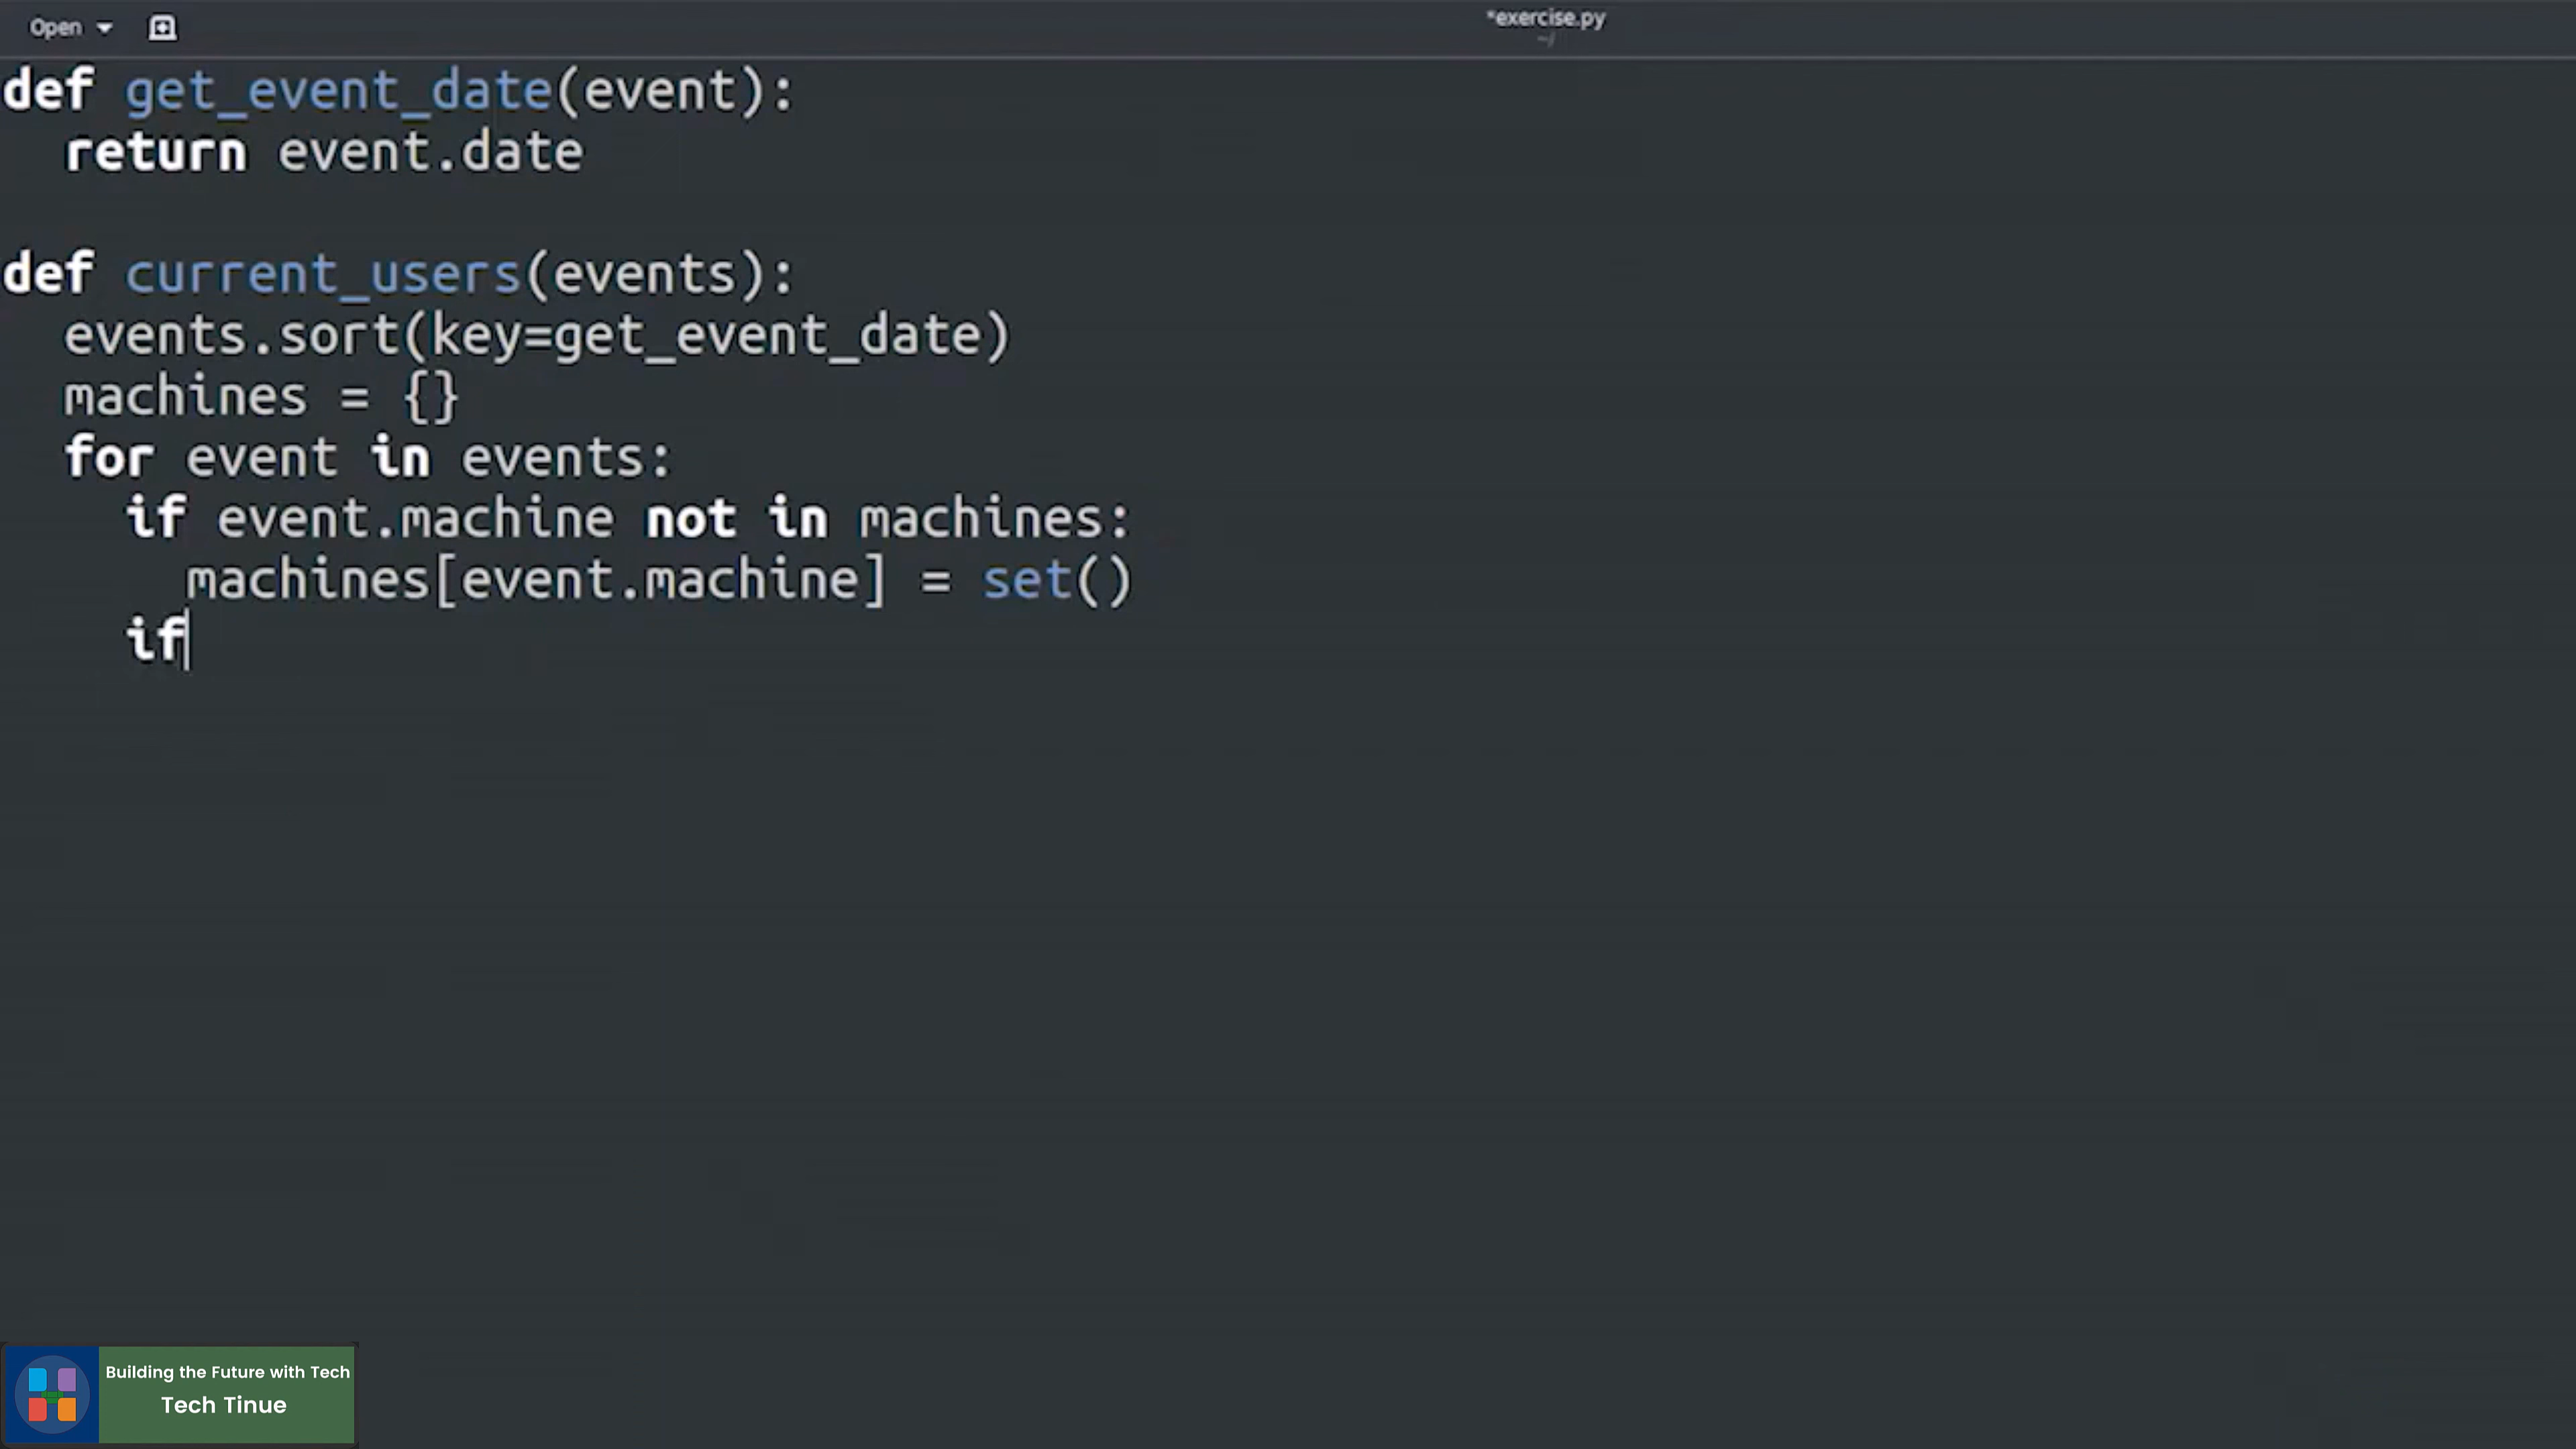 Open
*exercise.py
~/
def get_event_date(event):
  return event.date
def current_users(events):
  events.sort(key=get_event_date)
  machines = {}
  for event in events:
    if event.machine not in machines:
      machines[event.machine] = set()
    if
Building the Future with Tech
Tech Tinue